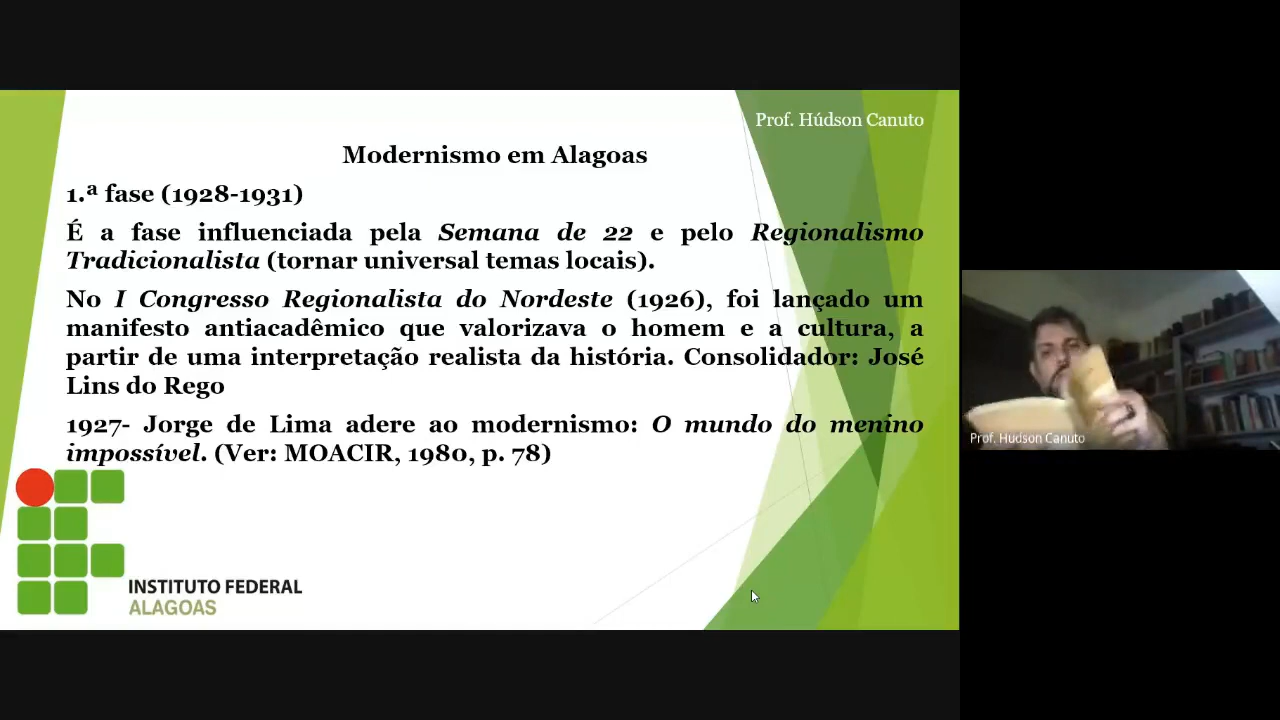 Prof. Húdson Canuto
Modernismo em Alagoas
1.ª fase (1928-1931)
É a fase influenciada pela Semana de 22 e pelo Regionalismo
Tradicionalista (tornar universal temas locais).
No I Congresso Regionalista do Nordeste (1926), foi lançado um
manifesto antiacadêmico que valorizava o homem e a cultura, a
partir de uma interpretação realista da história. Consolidador: José
Lins do Rego
1927- Jorge de Lima adere ao modernismo: O mundo do menino
impossível. (Ver: MOACIR, 1980, p. 78)
INSTITUTO FEDERAL
ALAGOAS
Prof. Hudson Canuto